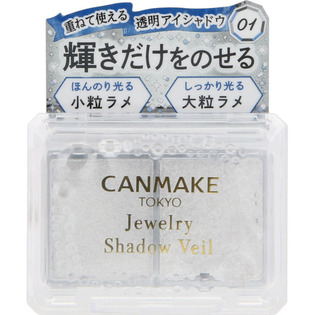 重ねて使える
透明アイシャドウ
01
輝きだけをのせる
ほんのり光る
小粒ラメ
しっかり光る
大粒ラメ
CANMAKE
TOKYO
Jewelry
Shadow Veil